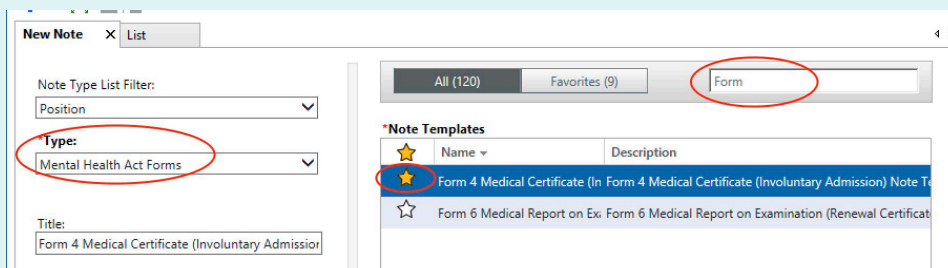 New Note X List
Note Type List Filter:
Position
*Type:
Mental Health Act Forms
Title:
Form 4 Medical Certificate (Involuntary Admission
All (120) Favorites (9) Form
*Note Templates
Name Description
Form 4 Medical Certificate (In Form 4 Medical Certificate (Involuntary Admission) Note Te
Form 6 Medical Report on Exa Form 6 Medical Report on Examination (Renewal Certificat